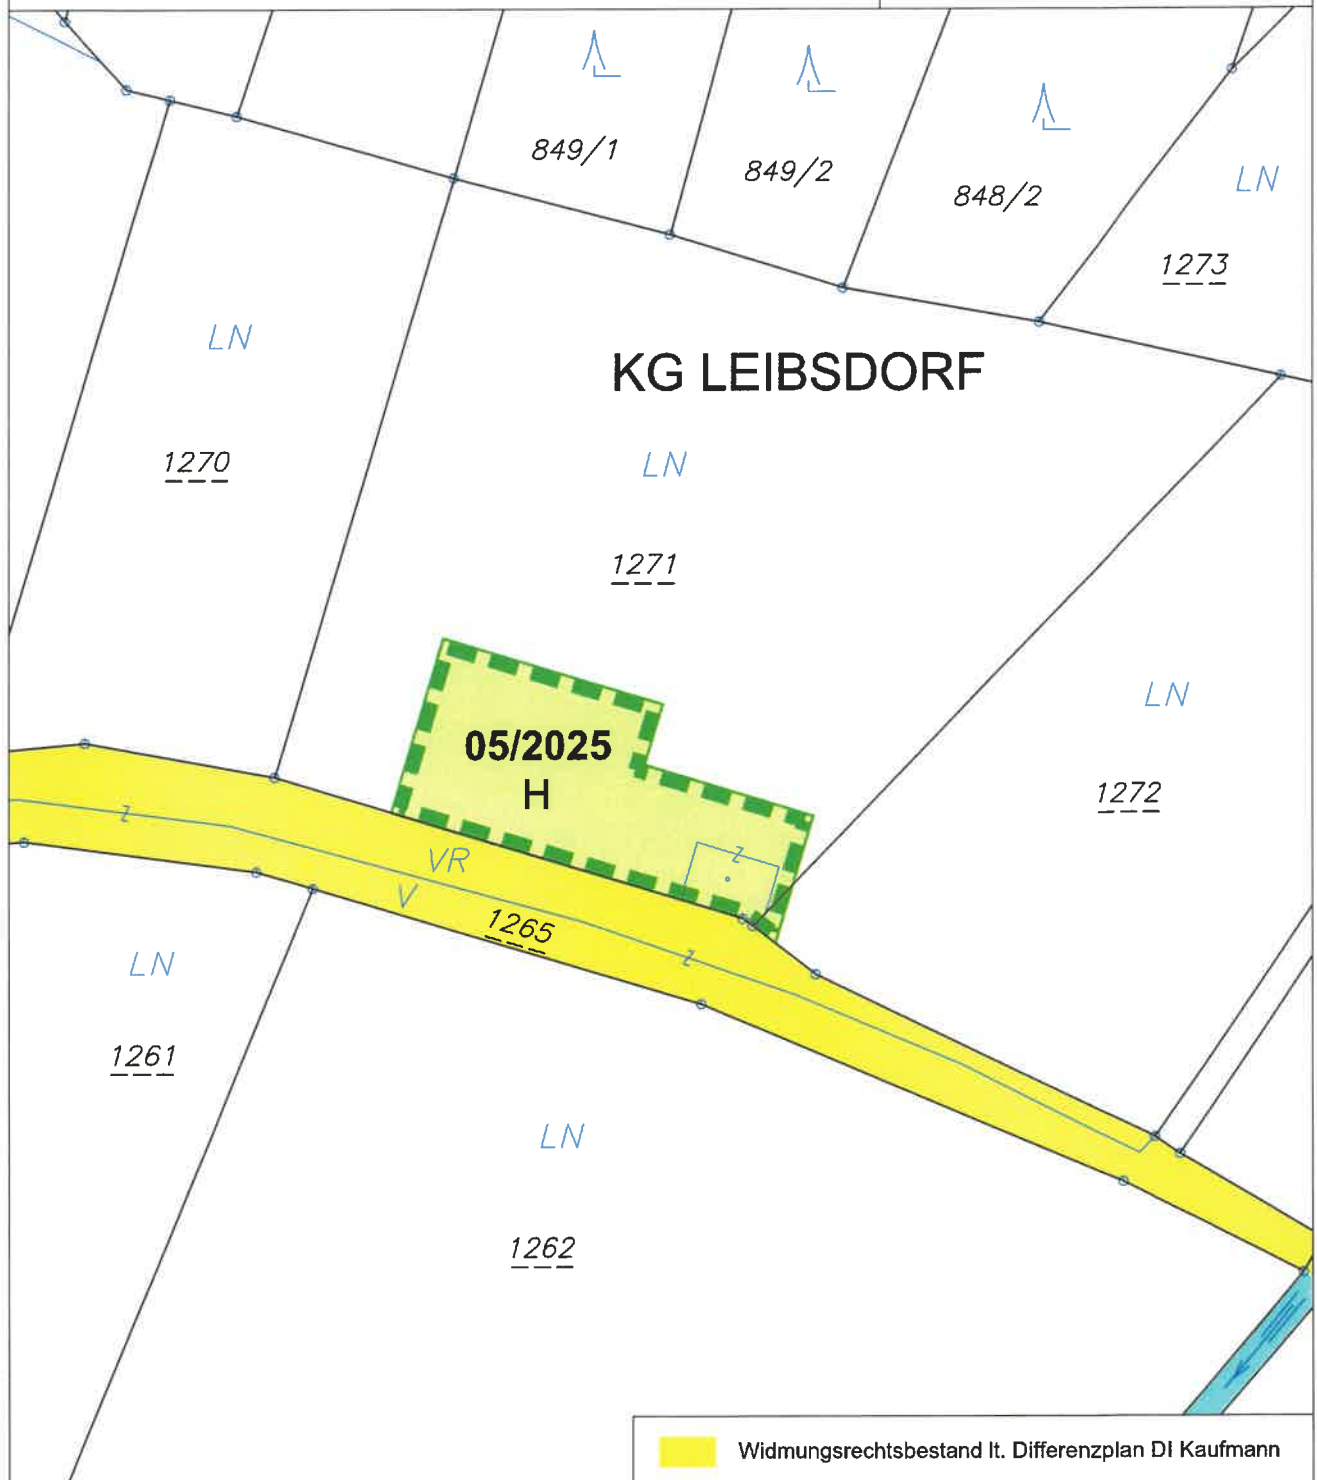 849/1
849/2
848/2
LN
1273
LN
KG LEIBSDORF
1270
LN
1271
LN
05/2025
H
1272
z
z
VR
V
1265
z
LN
1261
LN
1262
Widmungsrechtsbestand lt. Differenzplan DI Kaufmann